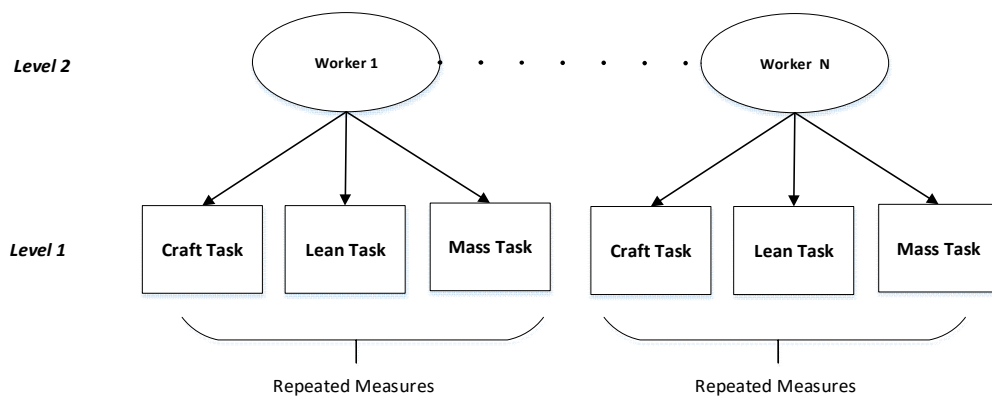 Level 2
Worker 1
Worker N
Level 1
Craft Task
Lean Task
Mass Task
Craft Task
Lean Task
Mass Task
Repeated Measures
Repeated Measures